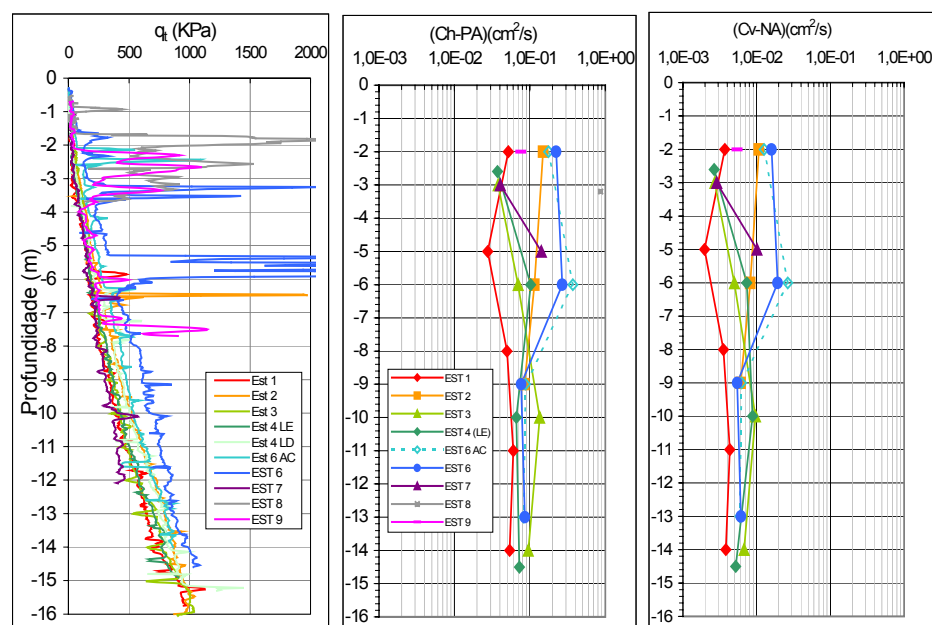 qt (KPa)
0 500 1000 1500 2000
Profundidade (m)
0
-1
-2
-3
-4
-5
-6
-7
-8
-9
-10
-11
-12
-13
-14
-15
-16
Est 1
Est 2
Est 3
Est 4 LE
Est 4 LD
Est 6 AC
EST 6
EST 7
EST 8
EST 9
(Ch-PA)(cm²/s)
1,0E-03 1,0E-02 1,0E-01 1,0E+00
0
-1
-2
-3
-4
-5
-6
-7
-8
-9
-10
-11
-12
-13
-14
-15
-16
EST 1
EST 2
EST 3
EST 4 (LE)
EST 6 AC
EST 6
EST 7
EST 8
EST 9
(Cv-NA)(cm²/s)
1,0E-03 1,0E-02 1,0E-01 1,0E+00
0
-1
-2
-3
-4
-5
-6
-7
-8
-9
-10
-11
-12
-13
-14
-15
-16